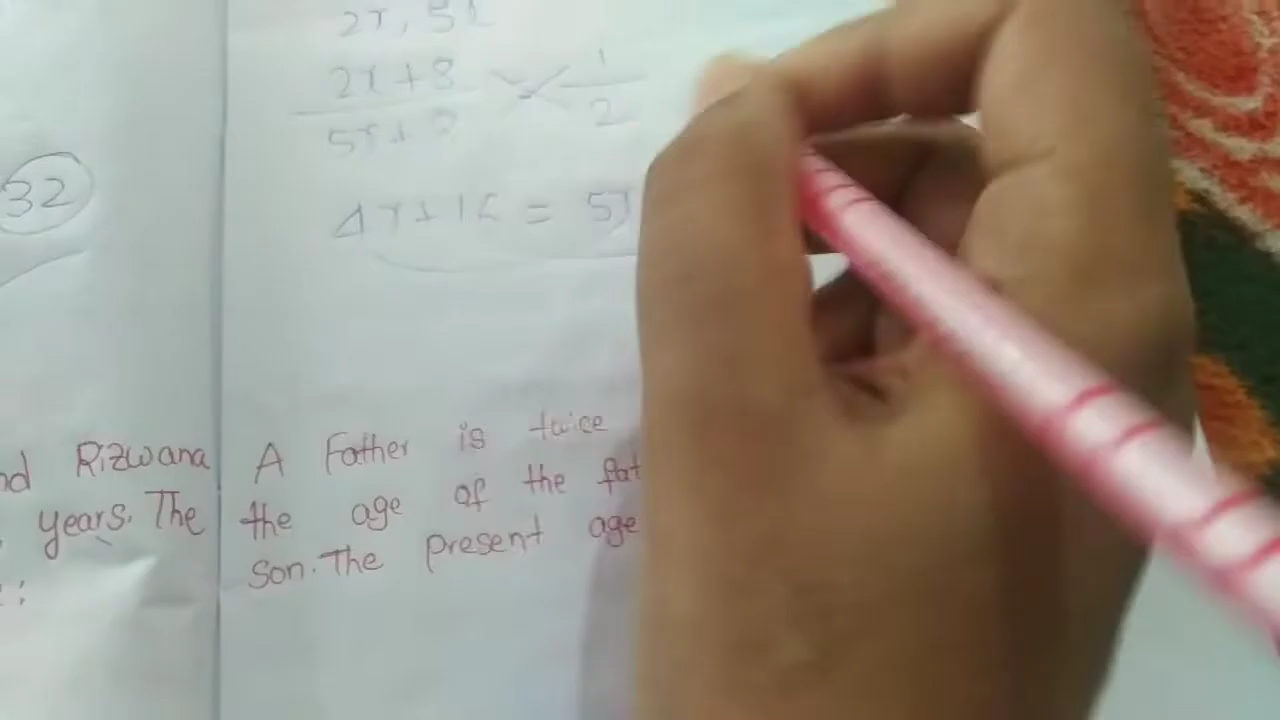 2x, 5x
2x+8 1
5x+8 2
32
4x+16 = 5x
nd Rizwana
years. The
A Father is twice
the age of the fat
son. The present age